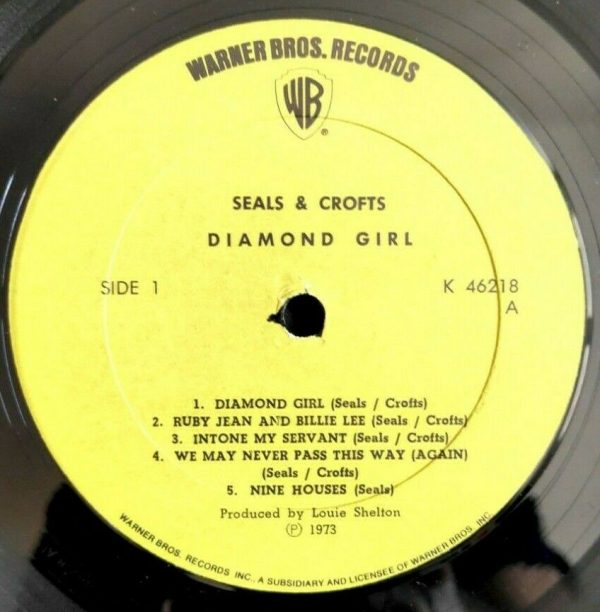 WARNER BROS. RECORDS
WB
®
SEALS & CROFTS
DIAMOND GIRL
SIDE 1
K 46218
A
1. DIAMOND GIRL (Seals / Crofts)
2. RUBY JEAN AND BILLIE LEE (Seals / Crofts)
3. INTONE MY SERVANT (Seals / Crofts)
4. WE MAY NEVER PASS THIS WAY (AGAIN)
(Seals / Crofts)
5. NINE HOUSES (Seals)
Produced by Louie Shelton
Ⓟ 1973
WARNER BROS. RECORDS INC., A SUBSIDIARY AND LICENSEE OF WARNER BROS. INC.